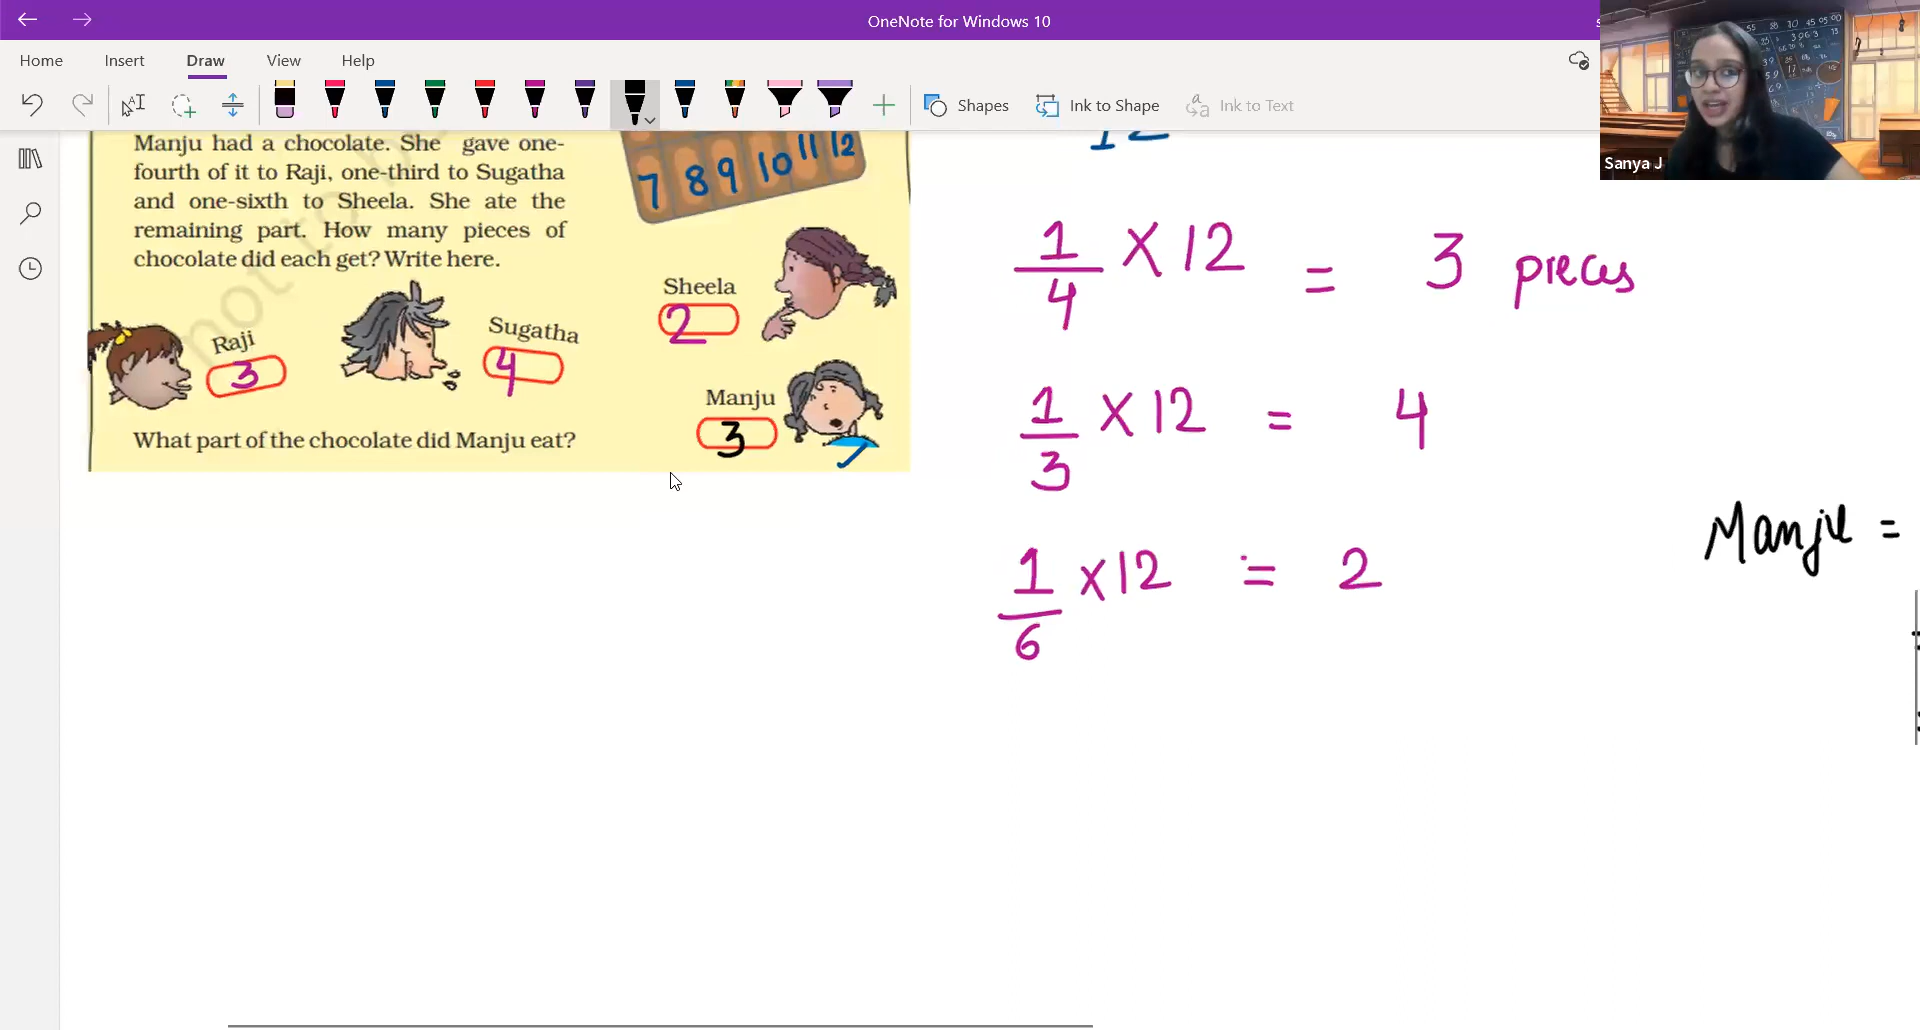 OneNote for Windows 10
Home Insert Draw View Help
Shapes Ink to Shape Ink to Text
Sanya J
Manju had a chocolate. She gave one-
fourth of it to Raji, one-third to Sugatha
and one-sixth to Sheela. She ate the
remaining part. How many pieces of
chocolate did each get? Write here.
7 8 9 10 11 12
Sheela
2
Raji
3
Sugatha
4
Manju
3
What part of the chocolate did Manju eat?
12
1/4 × 12 = 3 pieces
1/3 × 12 = 4
1/6 × 12 = 2
Manju =